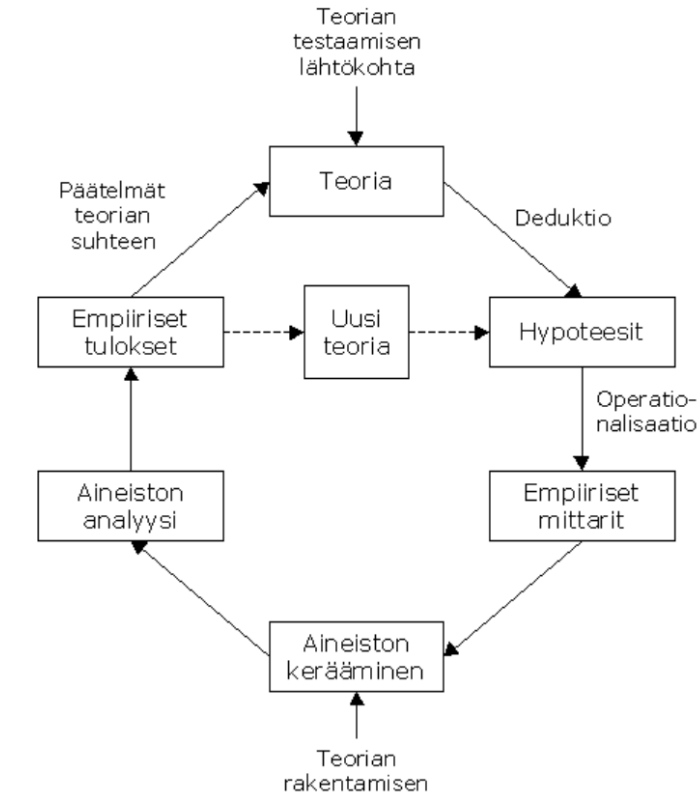 Teorian
testaamisen
lähtökohta
Teoria
Päätelmät
teorian
suhteen
Deduktio
Empiiriset
tulokset
Uusi
teoria
Hypoteesit
Operatio-
nalisaatio
Aineiston
analyysi
Empiiriset
mittarit
Aineiston
kerääminen
Teorian
rakentamisen